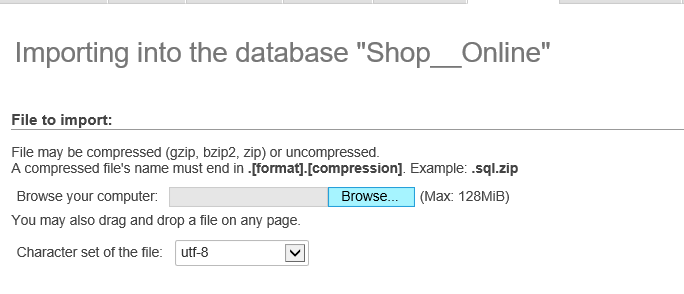 Importing into the database "Shop__Online"
File to import:
File may be compressed (gzip, bzip2, zip) or uncompressed.
A compressed file's name must end in .[format].[compression]. Example: .sql.zip
Browse your computer: Browse... (Max: 128MiB)
You may also drag and drop a file on any page.
Character set of the file: utf-8